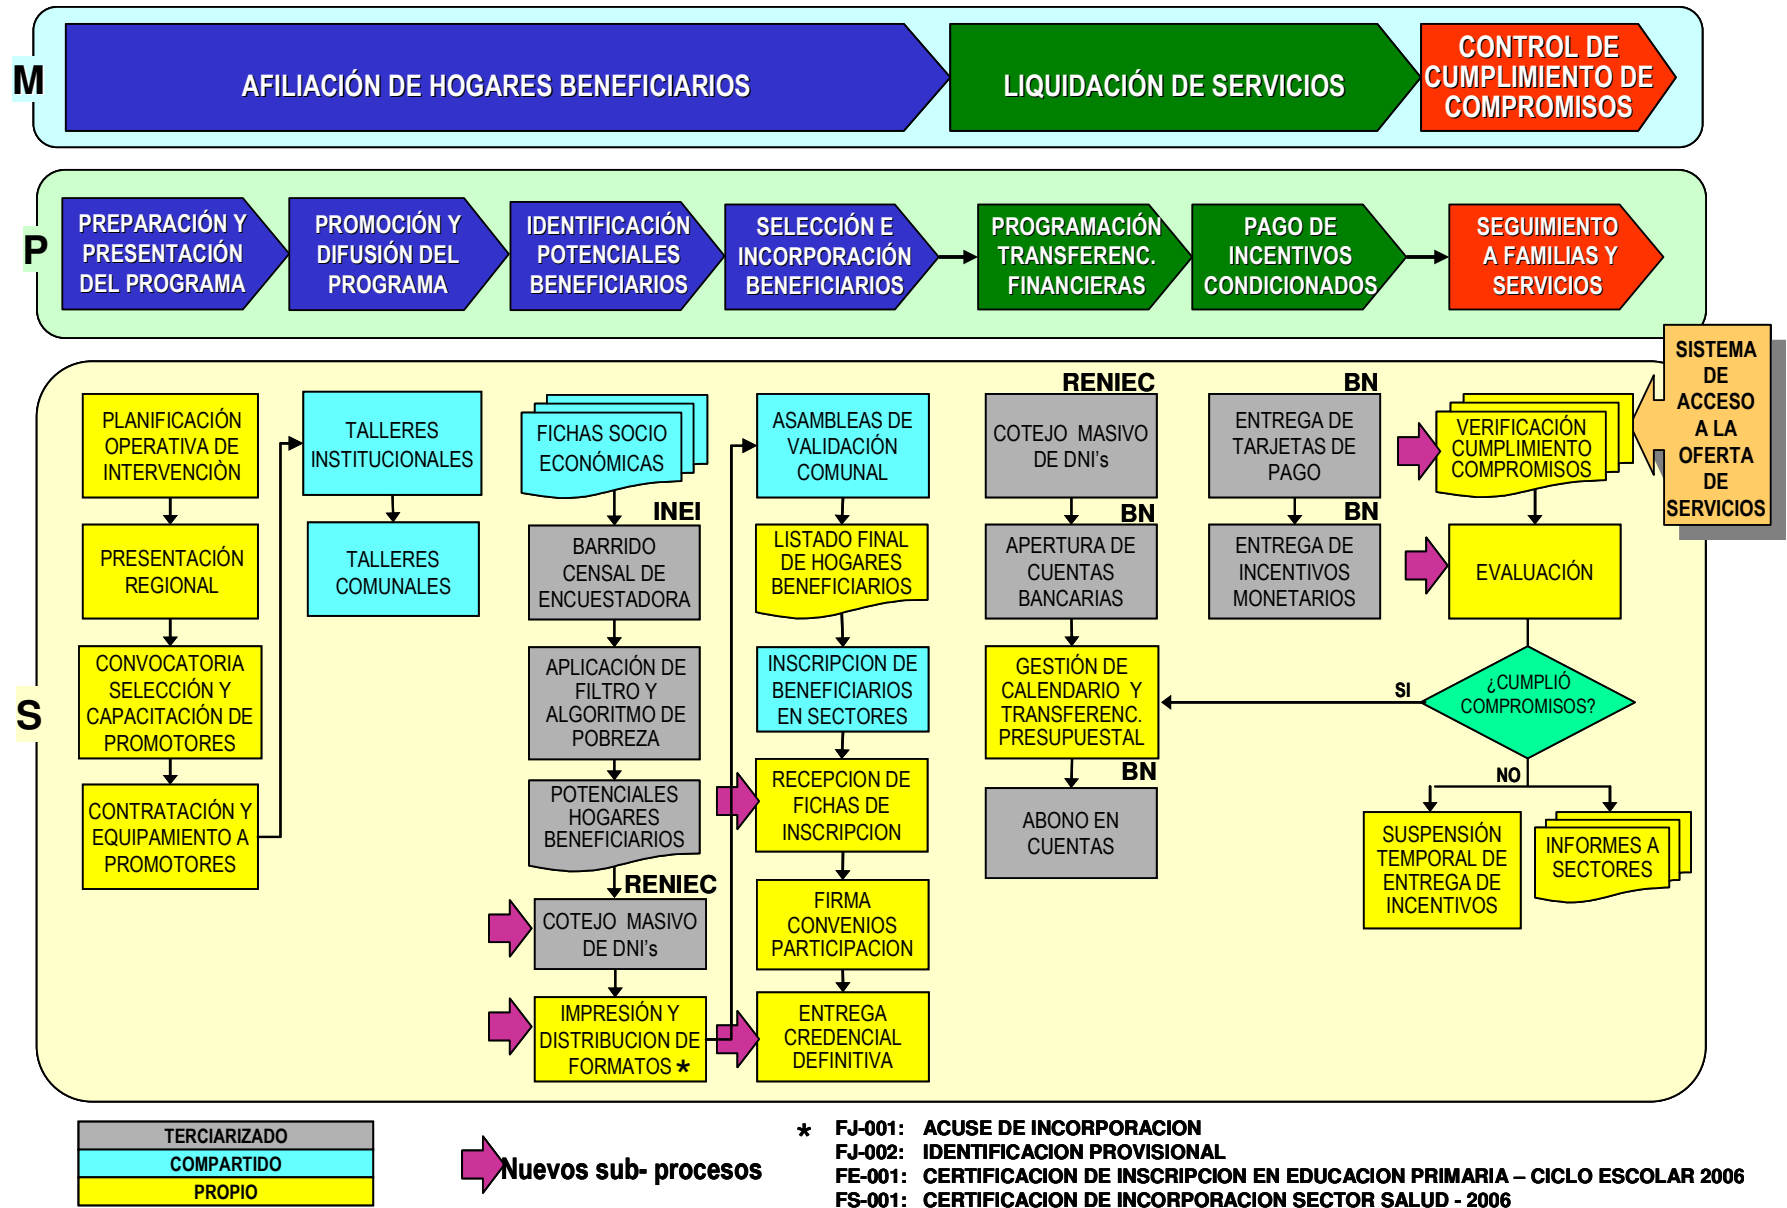 M
AFILIACIÓN DE HOGARES BENEFICIARIOS
LIQUIDACIÓN DE SERVICIOS
CONTROL DE
CUMPLIMIENTO DE
COMPROMISOS
P
PREPARACIÓN Y
PRESENTACIÓN
DEL PROGRAMA
PROMOCIÓN Y
DIFUSIÓN DEL
PROGRAMA
IDENTIFICACIÓN
POTENCIALES
BENEFICIARIOS
SELECCIÓN E
INCORPORACIÓN
BENEFICIARIOS
PROGRAMACIÓN
TRANSFERENC.
FINANCIERAS
PAGO DE
INCENTIVOS
CONDICIONADOS
SEGUIMIENTO
A FAMILIAS Y
SERVICIOS
SISTEMA
DE
ACCESO
A LA
OFERTA
DE
SERVICIOS
S
PLANIFICACIÓN
OPERATIVA DE
INTERVENCIÒN
PRESENTACIÓN
REGIONAL
CONVOCATORIA
SELECCIÓN Y
CAPACITACIÓN DE
PROMOTORES
CONTRATACIÓN Y
EQUIPAMIENTO A
PROMOTORES
TALLERES
INSTITUCIONALES
TALLERES
COMUNALES
FICHAS SOCIO
ECONÓMICAS
INEI
BARRIDO
CENSAL DE
ENCUESTADORA
APLICACIÓN DE
FILTRO Y
ALGORITMO DE
POBREZA
POTENCIALES
HOGARES
BENEFICIARIOS
RENIEC
COTEJO MASIVO
DE DNI's
IMPRESIÓN Y
DISTRIBUCION DE
FORMATOS *
ASAMBLEAS DE
VALIDACIÓN
COMUNAL
LISTADO FINAL
DE HOGARES
BENEFICIARIOS
INSCRIPCION DE
BENEFICIARIOS
EN SECTORES
RECEPCION DE
FICHAS DE
INSCRIPCION
FIRMA
CONVENIOS
PARTICIPACION
ENTREGA
CREDENCIAL
DEFINITIVA
RENIEC
COTEJO MASIVO
DE DNI's
BN
APERTURA DE
CUENTAS
BANCARIAS
GESTIÓN DE
CALENDARIO Y
TRANSFERENC.
PRESUPUESTAL
BN
ABONO EN
CUENTAS
BN
ENTREGA DE
TARJETAS DE
PAGO
BN
ENTREGA DE
INCENTIVOS
MONETARIOS
VERIFICACIÓN
CUMPLIMIENTO
COMPROMISOS
EVALUACIÓN
¿CUMPLIÓ
COMPROMISOS?
SI
NO
SUSPENSIÓN
TEMPORAL DE
ENTREGA DE
INCENTIVOS
INFORMES A
SECTORES
TERCIARIZADO
COMPARTIDO
PROPIO
Nuevos sub- procesos
* FJ-001: ACUSE DE INCORPORACION
FJ-002: IDENTIFICACION PROVISIONAL
FE-001: CERTIFICACION DE INSCRIPCION EN EDUCACION PRIMARIA – CICLO ESCOLAR 2006
FS-001: CERTIFICACION DE INCORPORACION SECTOR SALUD - 2006